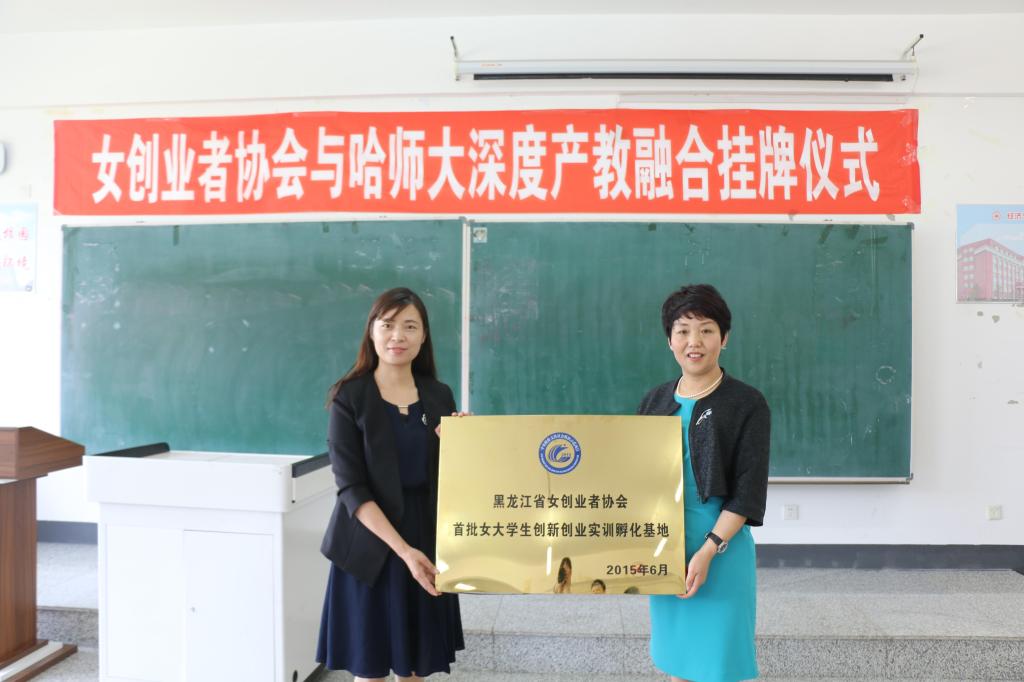 女创业者协会与哈师大深度产教融合挂牌仪式
黑龙江省女创业者协会
首批女大学生创新创业实训孵化基地
2015年6月
经济